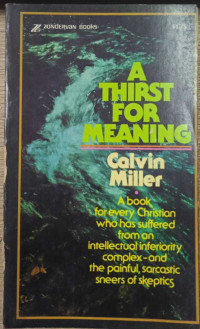 ZONDERVAN BOOKS
A
THIRST
FOR
MEANING
Calvin
Miller
A book
for every Christian
who has suffered
from an
intellectual inferiority
complex-and
the painful, sarcastic
sneers of skeptics